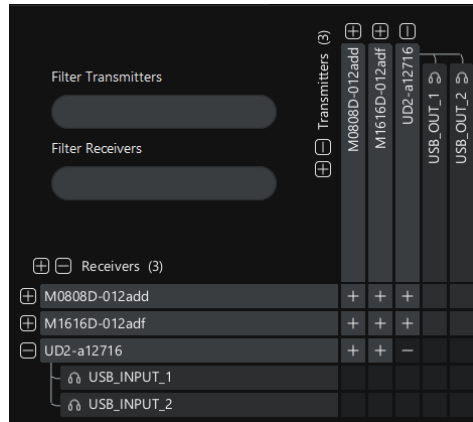 Filter Transmitters
Filter Receivers
Transmitters (3)
M0808D-012add
M1616D-012adf
UD2-a12716
USB_OUT_1
USB_OUT_2
Receivers (3)
M0808D-012add
M1616D-012adf
UD2-a12716
USB_INPUT_1
USB_INPUT_2